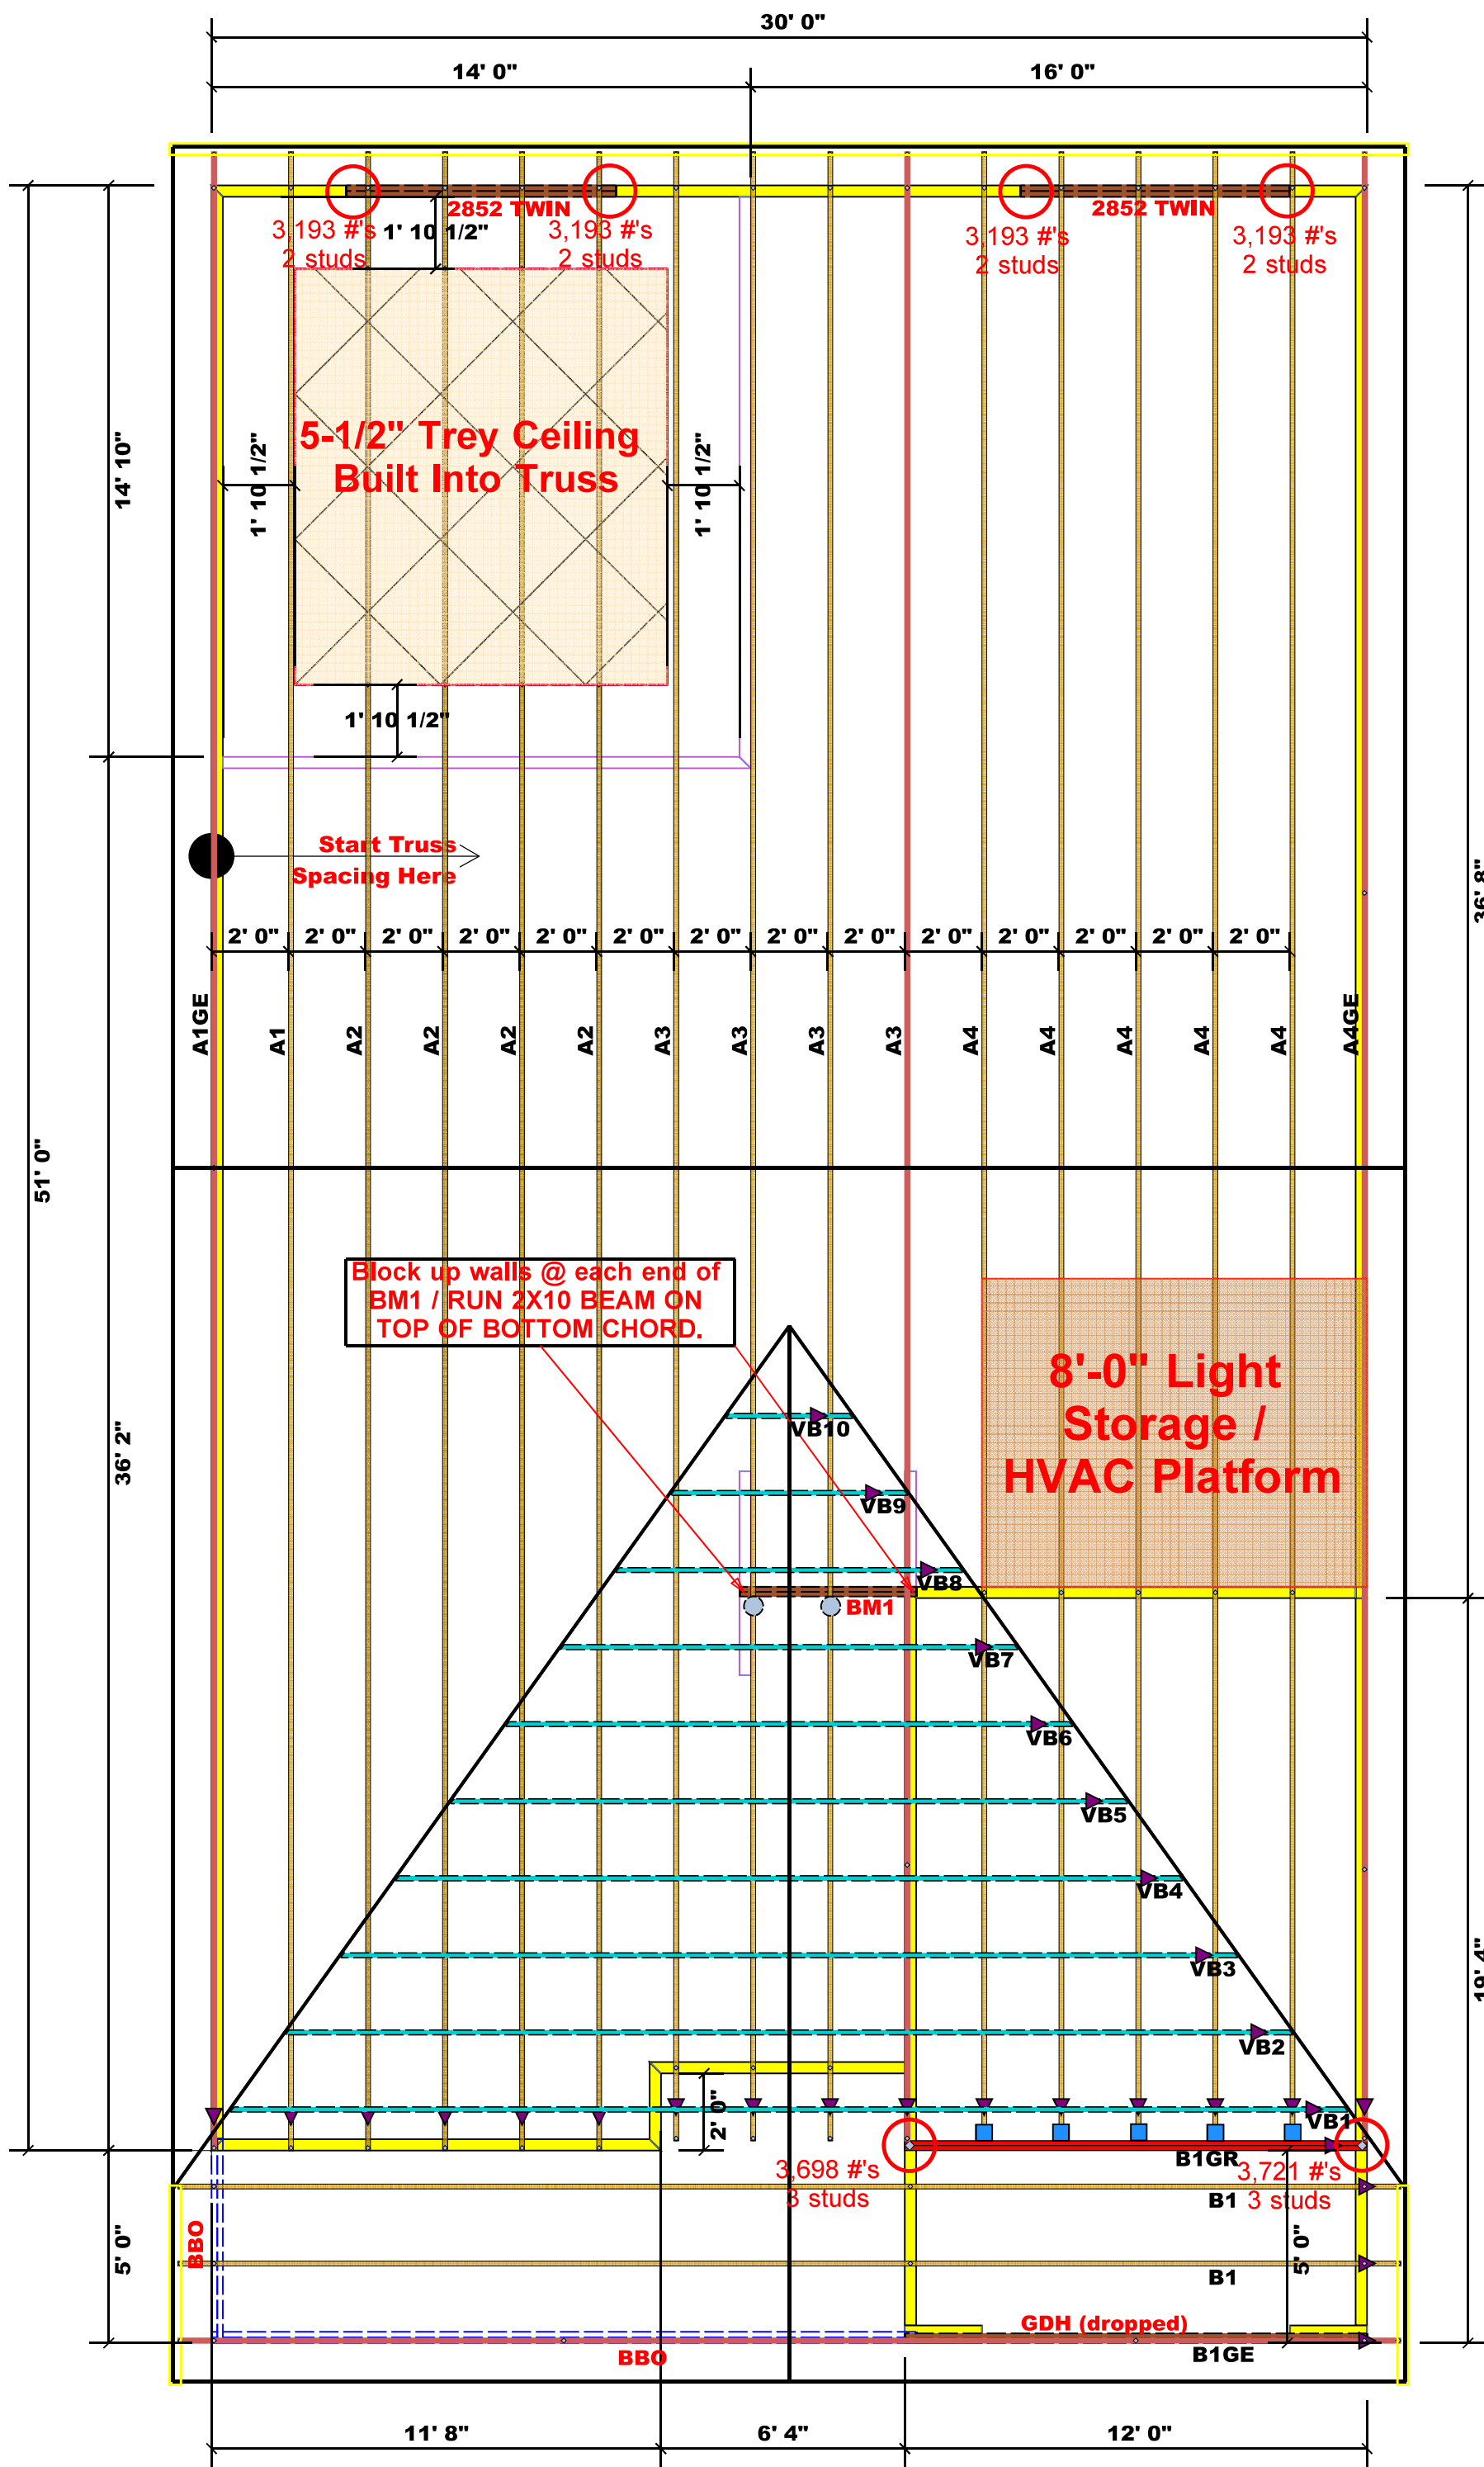 30' 0"
14' 0"
16' 0"
2852 TWIN
2852 TWIN
3,193 #'s
2 studs
1' 10 1/2"
3,193 #'s
2 studs
3,193 #'s
2 studs
3,193 #'s
2 studs
5-1/2" Trey Ceiling
Built Into Truss
1' 10 1/2"
1' 10 1/2"
14' 10"
1' 10 1/2"
Start Truss
Spacing Here
36' 8"
2' 0" 2' 0" 2' 0" 2' 0" 2' 0" 2' 0" 2' 0" 2' 0" 2' 0" 2' 0" 2' 0" 2' 0" 2' 0" 2' 0"
A1GE
A1
A2
A2
A2
A2
A3
A3
A3
A3
A4
A4
A4
A4
A4
A4GE
51' 0"
Block up walls @ each end of
BM1 / RUN 2X10 BEAM ON
TOP OF BOTTOM CHORD.
8'-0" Light
Storage /
HVAC Platform
36' 2"
VB10
VB9
VB8
BM1
VB7
VB6
VB5
VB4
VB3
19' 4"
VB2
2' 0"
VB1
B1GR
3,698 #'s
3 studs
3,721 #'s
3 studs
B1
BBO
5' 0"
5' 0"
B1
GDH (dropped)
BBO
B1GE
11' 8"
6' 4"
12' 0"